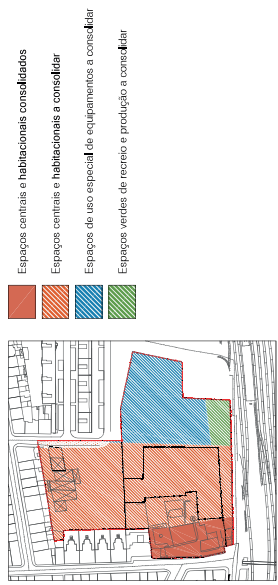 Espaços centrais e habitacionais consolidados
Espaços centrais e habitacionais a consolidar
Espaços de uso especial de equipamentos a consolidar
Espaços verdes de recreio e produção a consolidar